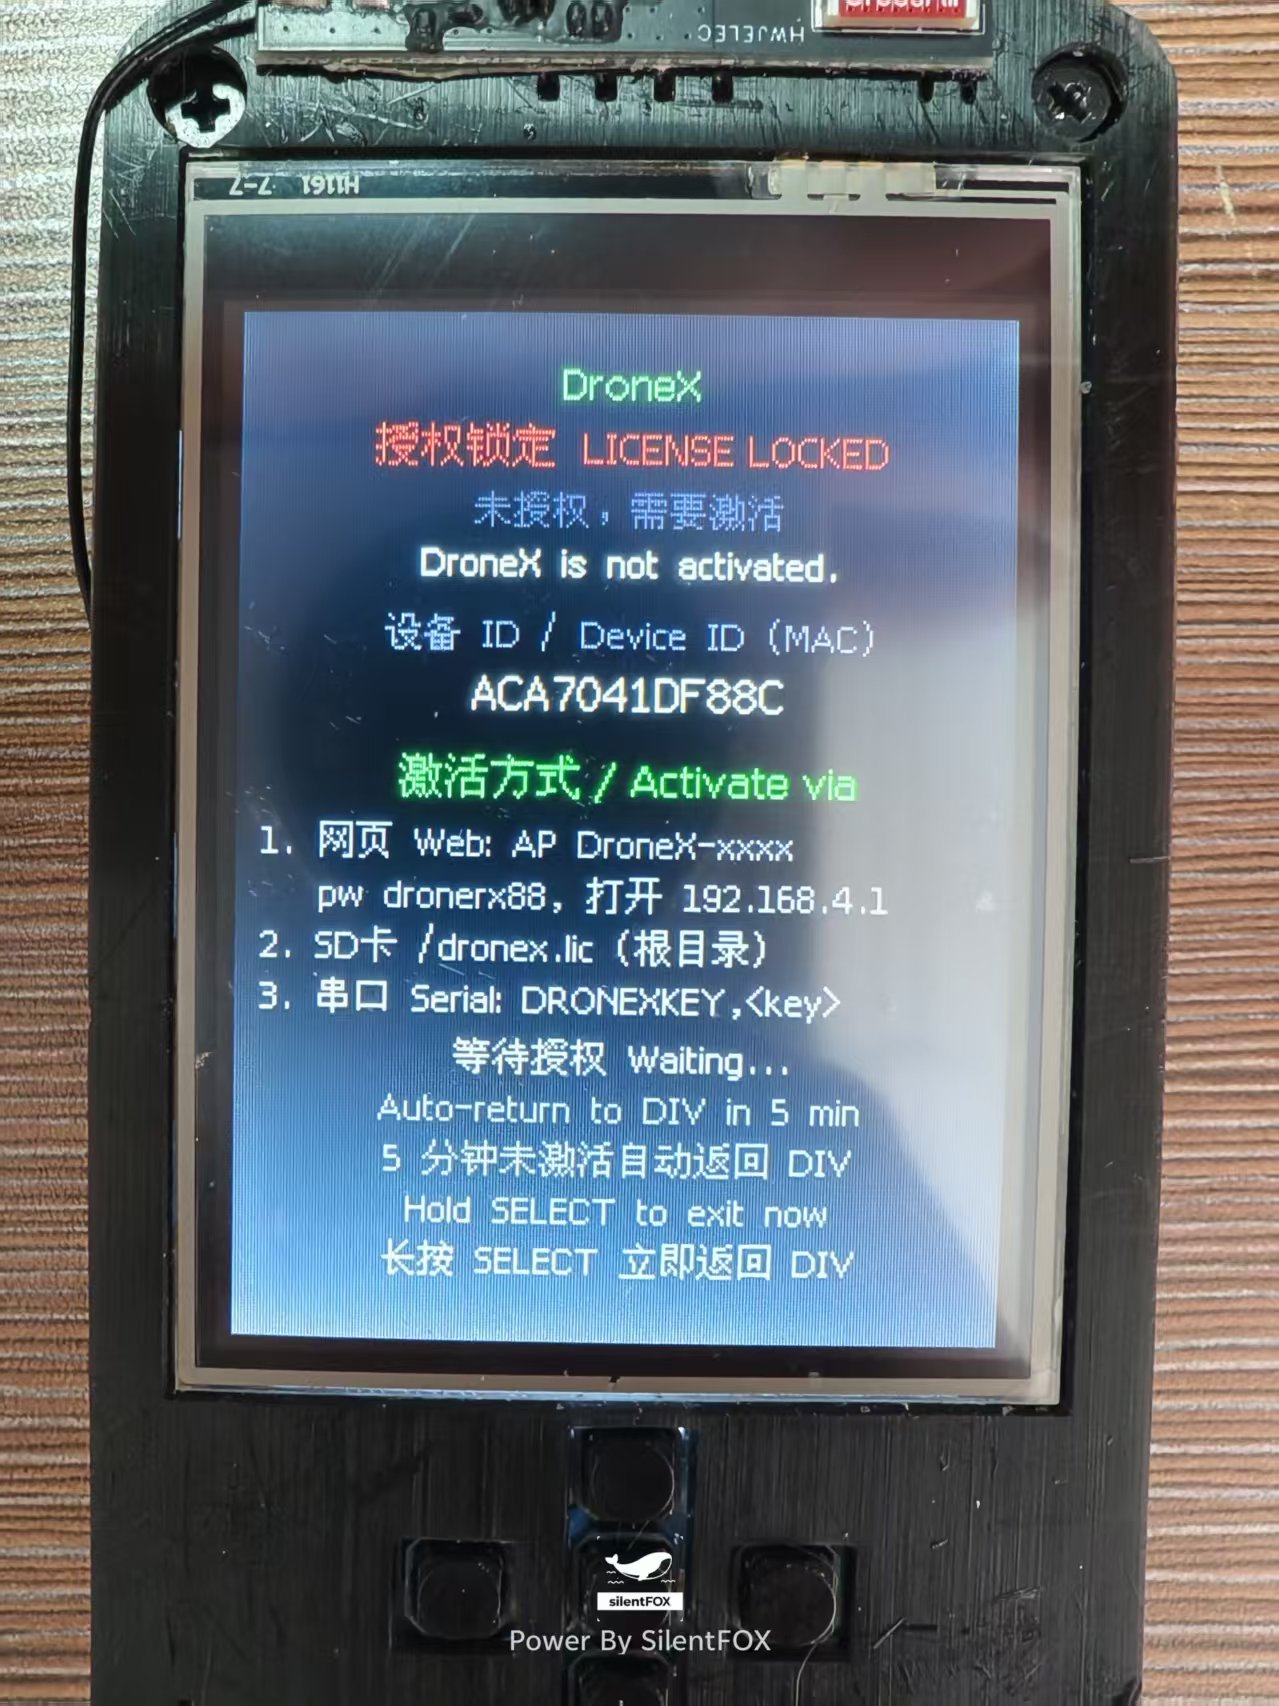 HWJELEC
7-7 H1161
DroneX
授权锁定 LICENSE LOCKED
未授权，需要激活
DroneX is not activated.
设备 ID / Device ID (MAC)
ACA7041DF88C
激活方式 / Activate via
1. 网页 Web: AP DroneX-xxxx
pw dronerx88, 打开 192.168.4.1
2. SD卡 /dronex.lic (根目录)
3. 串口 Serial: DRONEXKEY,<key>
等待授权 Waiting...
Auto-return to DIV in 5 min
5 分钟未激活自动返回 DIV
Hold SELECT to exit now
长按 SELECT 立即返回 DIV
silentFOX
Power By SilentFOX